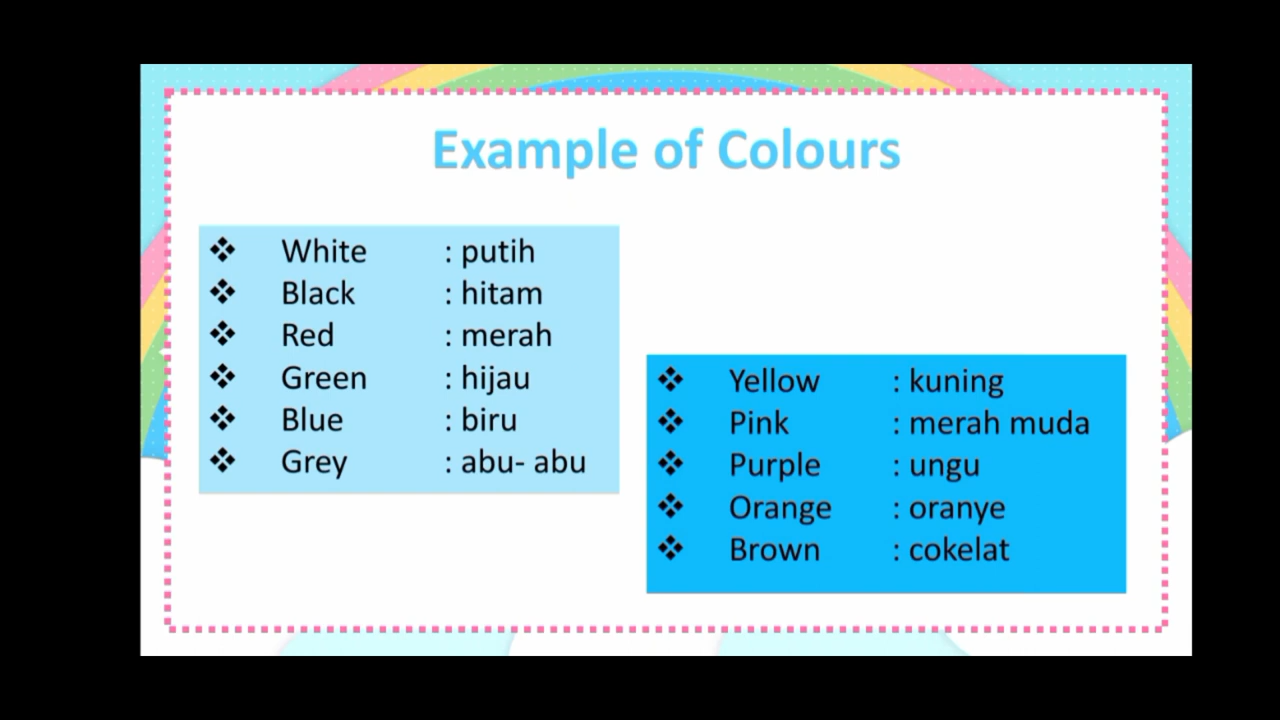 Example of Colours
❖ White : putih
❖ Black : hitam
❖ Red : merah
❖ Green : hijau
❖ Blue : biru
❖ Grey : abu- abu
❖ Yellow : kuning
❖ Pink : merah muda
❖ Purple : ungu
❖ Orange : oranye
❖ Brown : cokelat